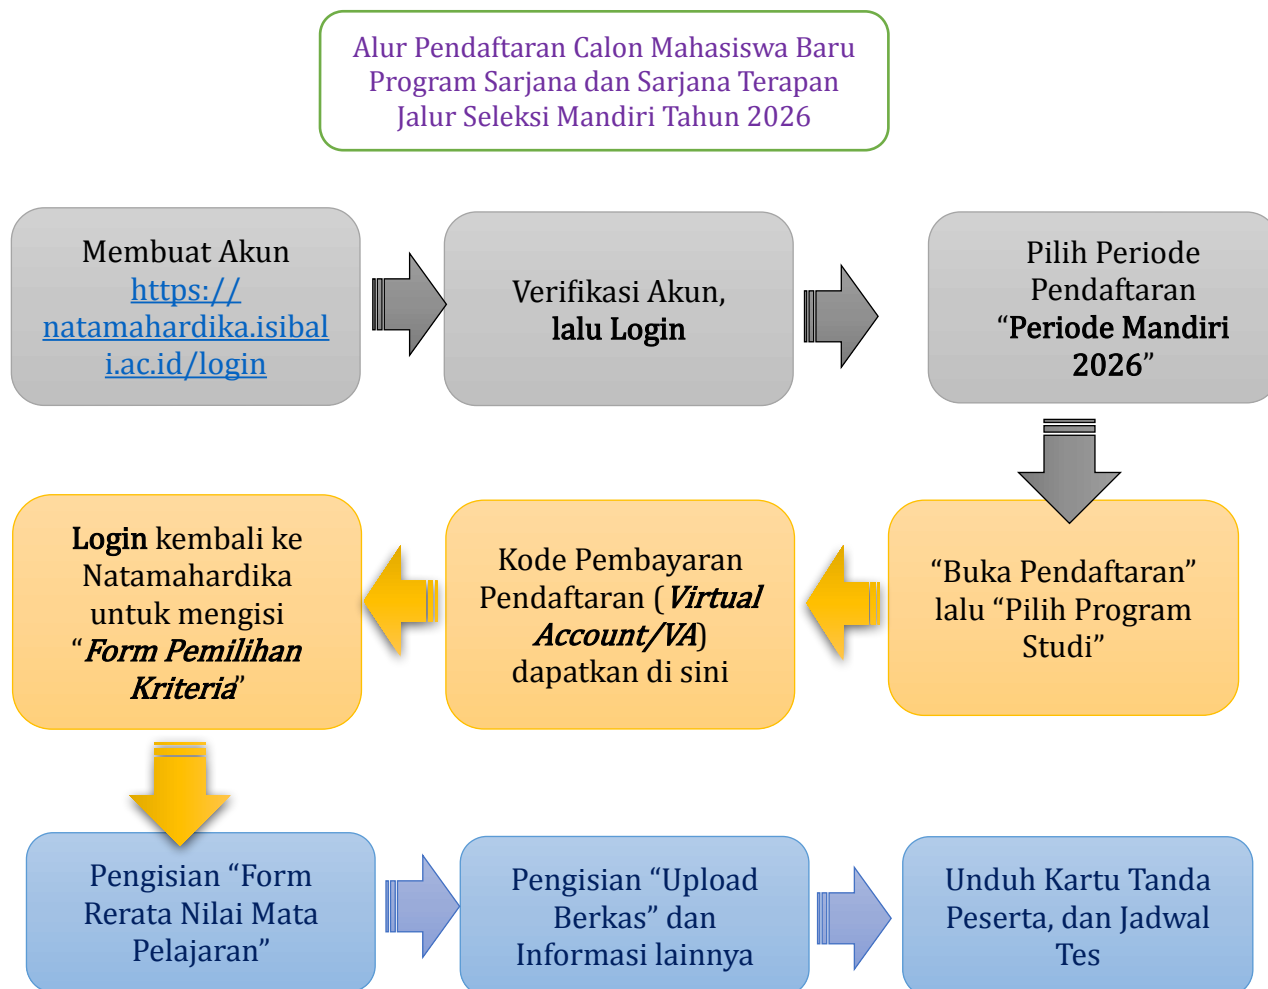 Alur Pendaftaran Calon Mahasiswa Baru
Program Sarjana dan Sarjana Terapan
Jalur Seleksi Mandiri Tahun 2026
Membuat Akun
https://
natamahardika.isibal
i.ac.id/login
Verifikasi Akun,
lalu Login
Pilih Periode
Pendaftaran
“Periode Mandiri
2026”
“Buka Pendaftaran”
lalu “Pilih Program
Studi”
Kode Pembayaran
Pendaftaran (Virtual
Account/VA)
dapatkan di sini
Login kembali ke
Natamahardika
untuk mengisi
“Form Pemilihan
Kriteria”
Pengisian “Form
Rerata Nilai Mata
Pelajaran”
Pengisian “Upload
Berkas” dan
Informasi lainnya
Unduh Kartu Tanda
Peserta, dan Jadwal
Tes